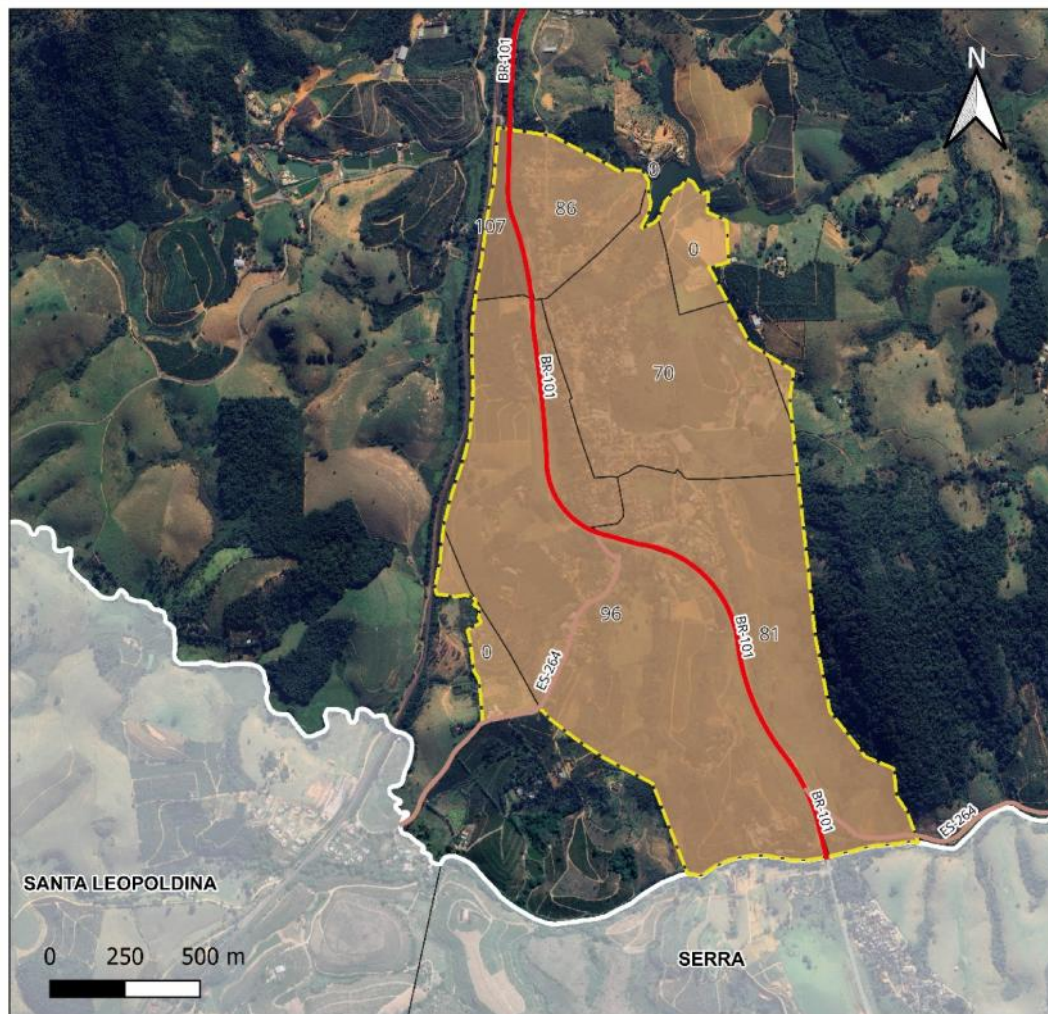 N
BR-101
0
86
107
0
BR-101
70
96
81
BR-101
0
ES-264
BR-101
ES-264
SANTA LEOPOLDINA
SERRA
0 250 500 m